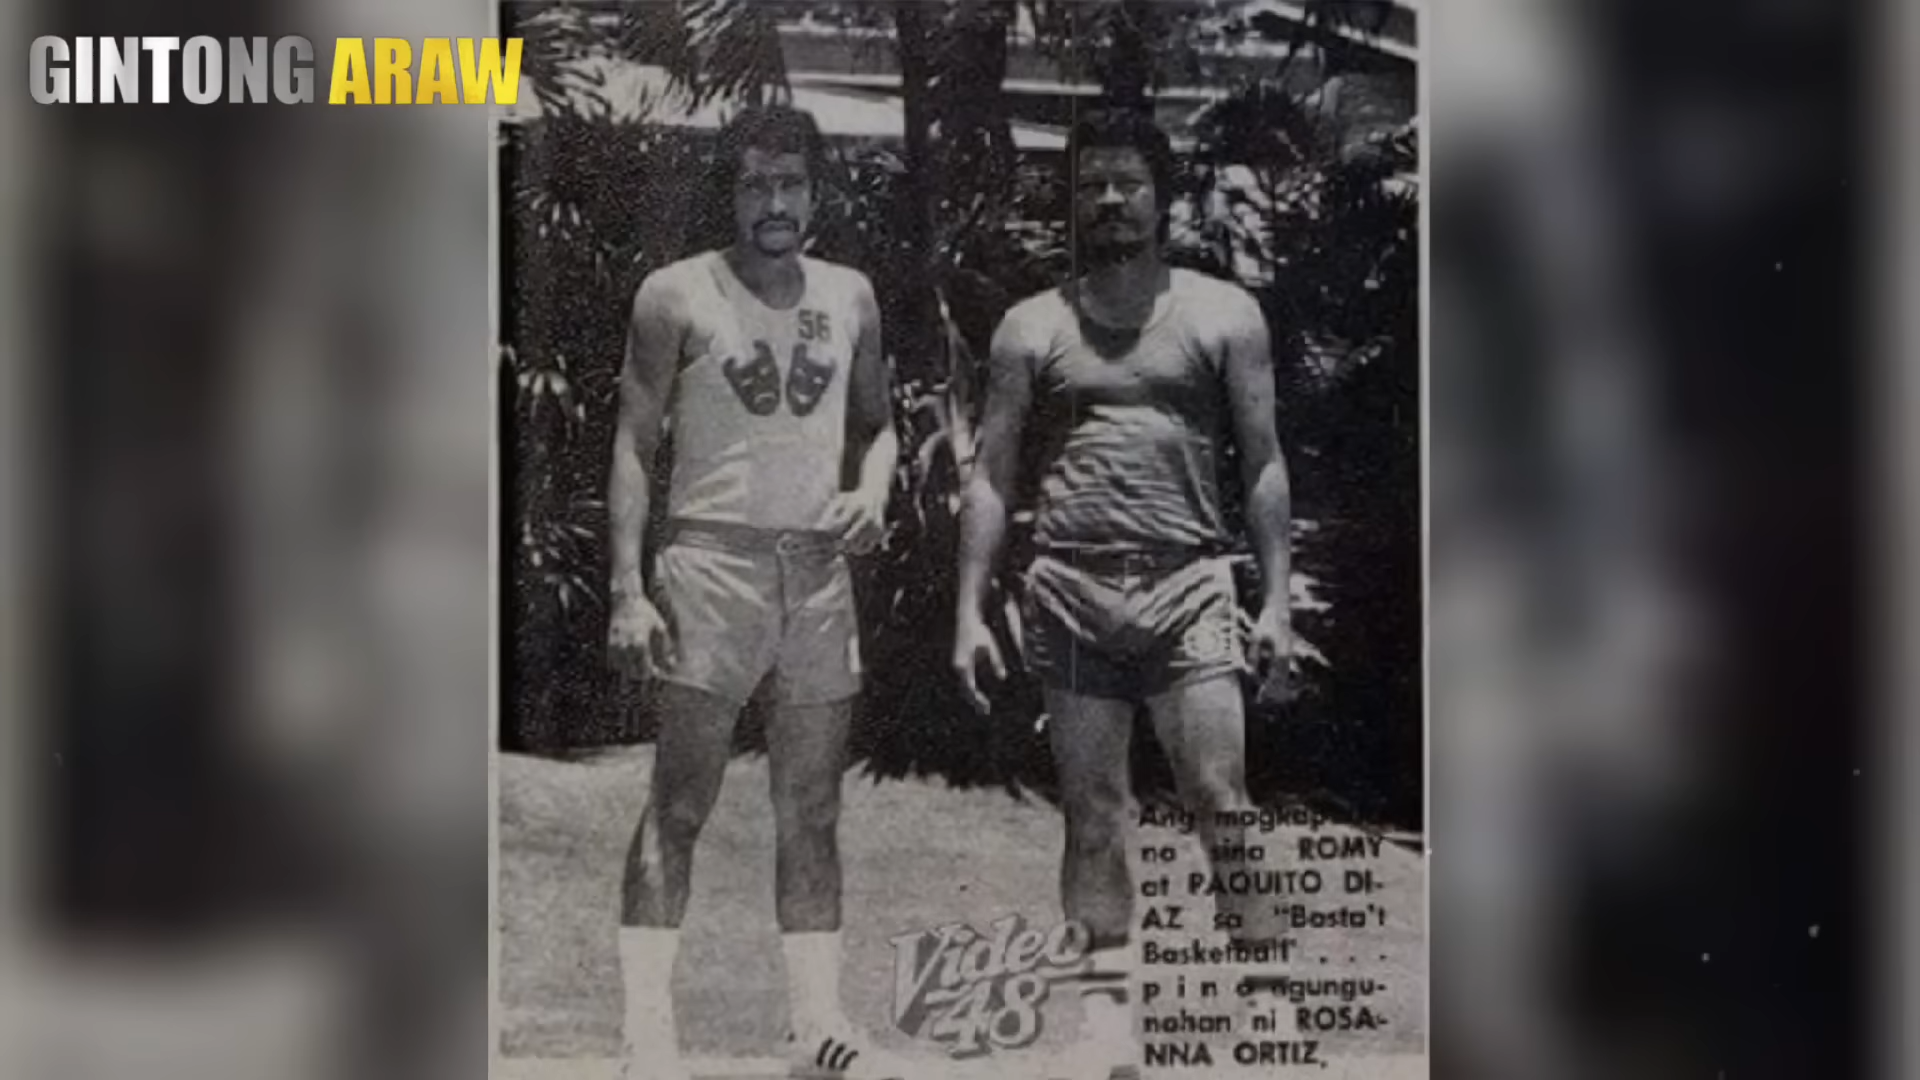 GINTONG ARAW
56
Ang
na sina ROMY
at PAQUITO DI-
AZ sa "Basta't
Basketball" . . .
pinangungu-
nahan ni ROSA-
NNA ORTIZ,
Video
48